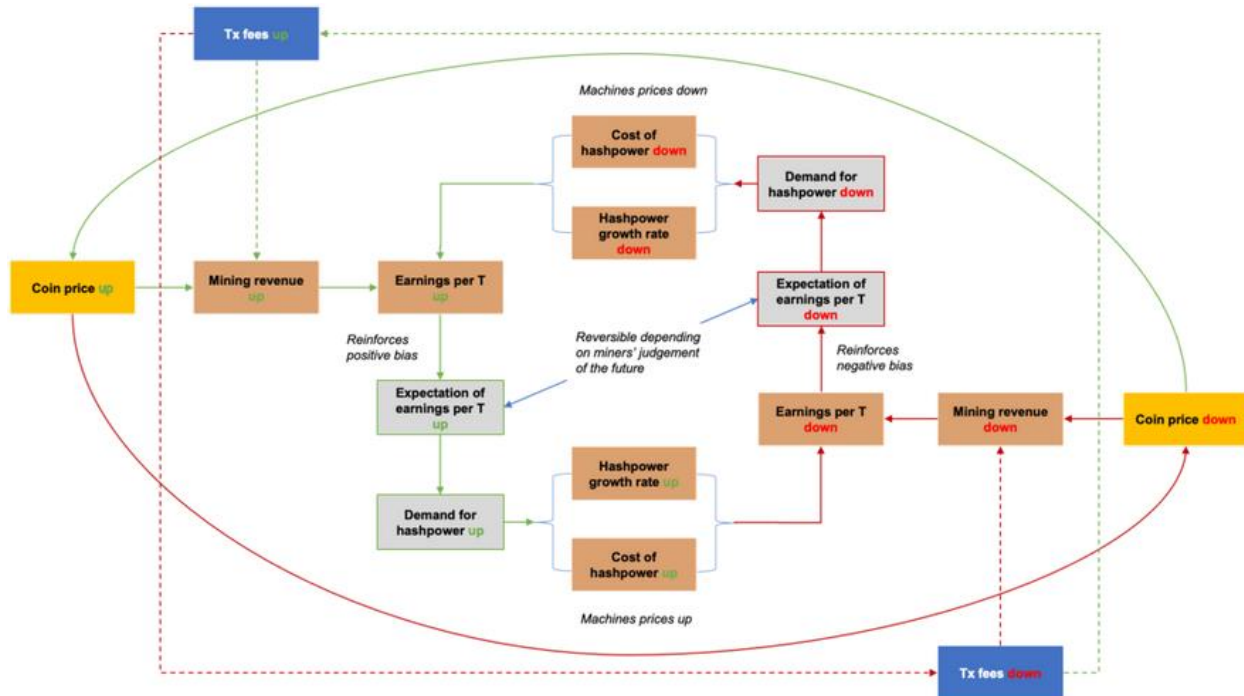 Tx fees up
Machines prices down
Cost of
hashpower down
Demand for
hashpower down
Hashpower
growth rate
down
Coin price up
Mining revenue
up
Earnings per T
up
Expectation of
earnings per T
down
Reinforces
positive bias
Reversible depending
on miners' judgement
of the future
Reinforces
negative bias
Expectation of
earnings per T
up
Earnings per T
down
Mining revenue
down
Coin price down
Hashpower
growth rate up
Demand for
hashpower up
Cost of
hashpower up
Machines prices up
Tx fees down